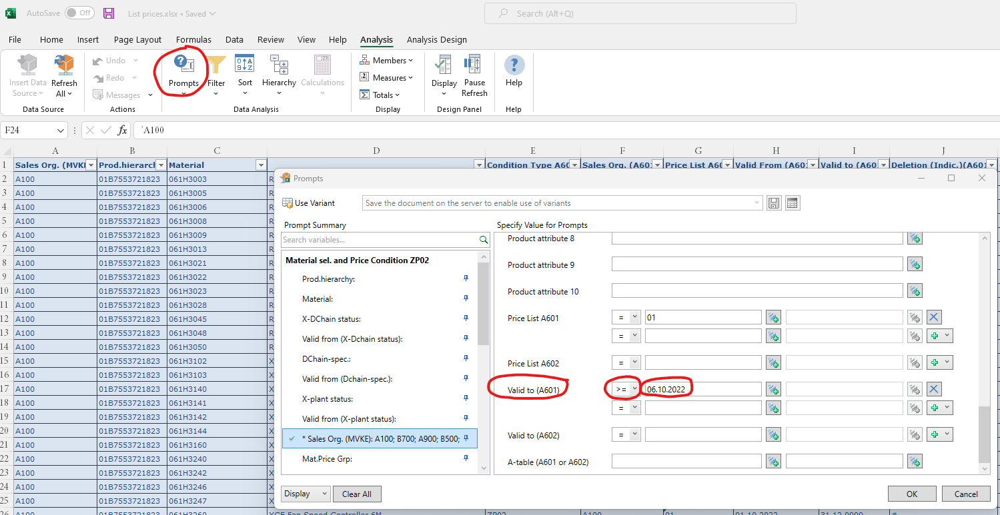 AutoSave Off List prices.xlsx • Saved Search (Alt+Q)
File Home Insert Page Layout Formulas Data Review View Help Analysis Analysis Design
Insert Data Source Refresh All Undo Redo Messages Prompts Filter Sort Hierarchy Calculations Members Measures Totals Display Pause Refresh Help
Data Source Actions Data Analysis Display Design Panel Help
F24 fx 'A100
A B C D E F G H I J
1 Sales Org. (MVKE Prod.hierarch Material Condition Type A60 Sales Org. (A601 Price List A60 Valid From (A601 Valid to (A601 Deletion (Indic.)(A601
2 A100 01B7553721823 061H3003 R
3 A100 01B7553721823 061H3005 R
4 A100 01B7553721823 061H3006 R
5 A100 01B7553721823 061H3008 R
6 A100 01B7553721823 061H3009 R
7 A100 01B7553721823 061H3013 R
8 A100 01B7553721823 061H3021 R
9 A100 01B7553721823 061H3022 R
10 A100 01B7553721823 061H3023 R
11 A100 01B7553721823 061H3028 R
12 A100 01B7553721823 061H3045 R
13 A100 01B7553721823 061H3048 R
14 A100 01B7553721823 061H3050 R
15 A100 01B7553721823 061H3102 X
16 A100 01B7553721823 061H3103 X
17 A100 01B7553721823 061H3140 X
18 A100 01B7553721823 061H3141 X
19 A100 01B7553721823 061H3142 X
20 A100 01B7553721823 061H3144 X
21 A100 01B7553721823 061H3160 X
22 A100 01B7553721823 061H3240 X
23 A100 01B7553721823 061H3242 X
24 A100 01B7553721823 061H3246 X
25 A100 01B7553721823 061H3247 X
26 A100 01B7553721823 061H3260 XGE Fan Speed Controller 6M ZP02 A100 01 01.10.2022 31.12.9999 #
Prompts
Use Variant Save the document on the server to enable use of variants
Prompt Summary
Search variables...
Material sel. and Price Condition ZP02
Prod.hierarchy:
Material:
X-DChain status:
Valid from (X-Dchain status):
DChain-spec.:
Valid from (Dchain-spec.):
X-plant status:
Valid from (X-plant status):
* Sales Org. (MVKE): A100; B700; A900; B500;
Mat.Price Grp:
Specify Value for Prompts
Product attribute 8
Product attribute 9
Product attribute 10
Price List A601 = 01
=
Price List A602 =
Valid to (A601) >= 06.10.2022
=
Valid to (A602) =
A-table (A601 or A602)
Display Clear All OK Cancel